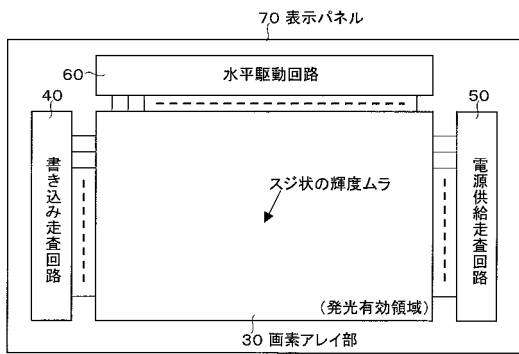 70 表示パネル
60
水平駆動回路
40
書き込み走査回路
50
電源供給走査回路
スジ状の輝度ムラ
(発光有効領域)
30 画素アレイ部